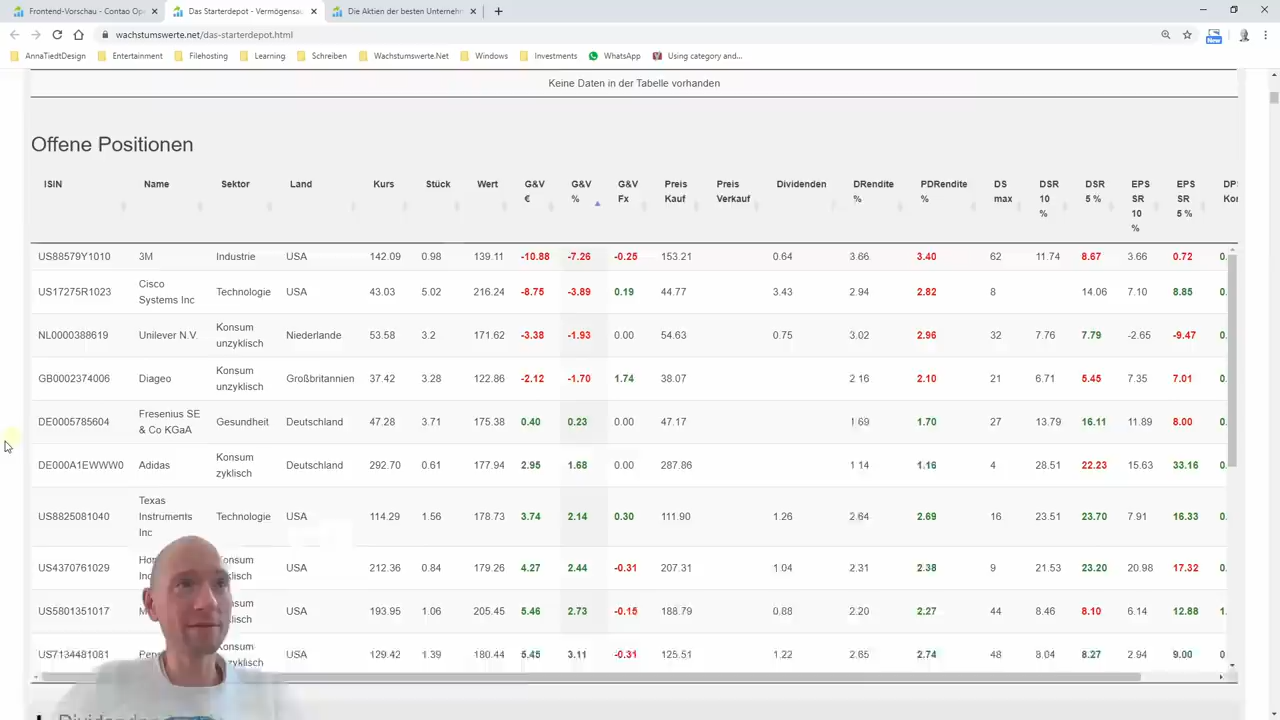 Frontend-Vorschau - Contao Ope
Das Starterdepot - Vermögensau
Die Aktien der besten Unternehm
wachstumswerte.net/das-starterdepot.html
New
AnnaTiedtDesign Entertainment Filehosting Learning Schreiben Wachstumswerte.Net Windows Investments WhatsApp Using category and...
Keine Daten in der Tabelle vorhanden
Offene Positionen
ISIN Name Sektor Land Kurs Stück Wert G&V € G&V % G&V Fx Preis Kauf Preis Verkauf Dividenden DRendite % PDRendite % DS max DSR 10 % DSR 5 % EPS SR 10 % EPS SR 5 %
US88579Y1010 3M Industrie USA 142.09 0.98 139.11 -10.88 -7.26 -0.25 153.21 0.64 3.66 3.40 62 11.74 8.67 3.66 0.72 0.
US17275R1023 Cisco Systems Inc Technologie USA 43.03 5.02 216.24 -8.75 -3.89 0.19 44.77 3.43 2.94 2.82 8 14.06 7.10 8.85 0.
NL0000388619 Unilever N.V. Konsum unzyklisch Niederlande 53.58 3.2 171.62 -3.38 -1.93 0.00 54.63 0.75 3.02 2.96 32 7.76 7.79 -2.65 -9.47 0.
GB0002374006 Diageo Konsum unzyklisch Großbritannien 37.42 3.28 122.86 -2.12 -1.70 1.74 38.07 2 16 2.10 21 6.71 5.45 7.35 7.01 0.
DE0005785604 Fresenius SE & Co KGaA Gesundheit Deutschland 47.28 3.71 175.38 0.40 0.23 0.00 47.17 69 1.70 27 13.79 16.11 11.89 8.00 0.
DE000A1EWWW0 Adidas Konsum zyklisch Deutschland 292.70 0.61 177.94 2.95 1.68 0.00 287.86 1 14 1.16 4 28.51 22.23 15.63 33.16 0.
US8825081040 Texas Instruments Inc Technologie USA 114.29 1.56 178.73 3.74 2.14 0.30 111.90 1.26 2.64 2.69 16 23.51 23.70 7.91 16.33 0.
US4370761029 USA 212.36 0.84 179.26 4.27 2.44 -0.31 207.31 1.04 2.31 2.38 9 21.53 23.20 20.98 17.32 0.
US5801351017 USA 193.95 1.06 205.45 5.46 2.73 -0.15 188.79 0.88 2.20 2.27 44 8.46 8.10 6.14 12.88 1.
US7134481081 Konsum USA 129.42 1.39 180.44 5.45 3.11 -0.31 125.51 1.22 2.65 2.74 48 8.04 8.27 2.94 9.00 0